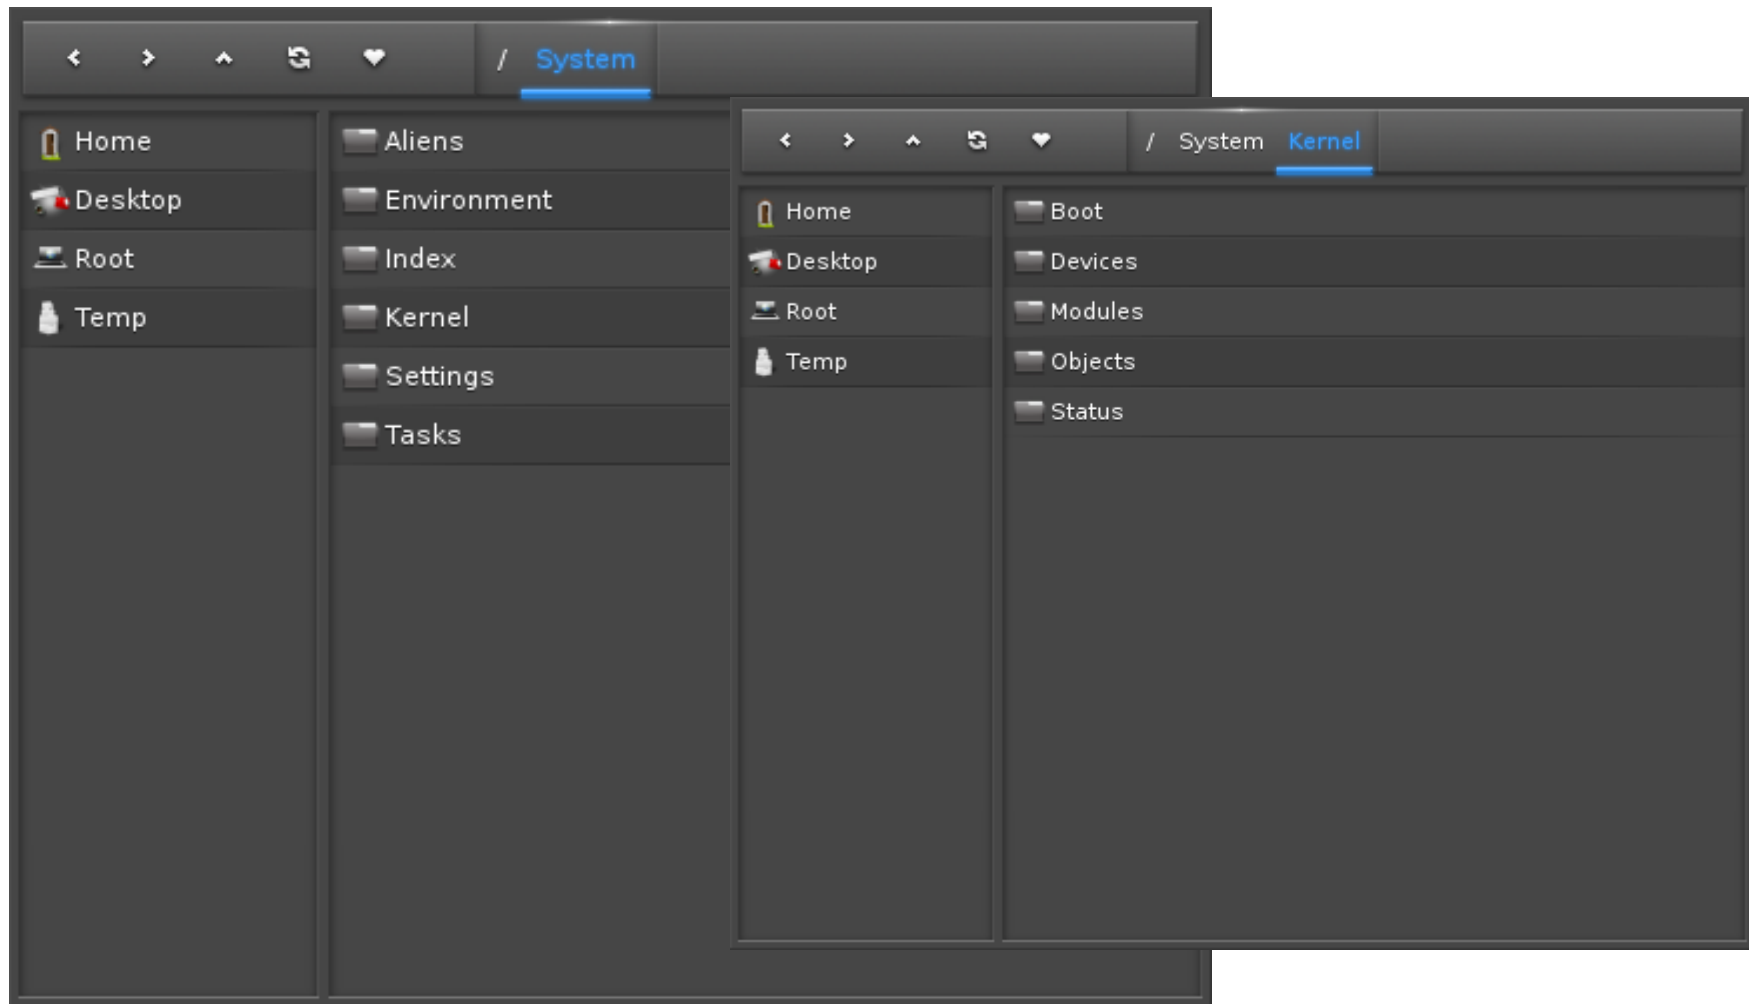 / System
Home
Desktop
Root
Temp
Aliens
Environment
Index
Kernel
Settings
Tasks
/ System Kernel
Home
Desktop
Root
Temp
Boot
Devices
Modules
Objects
Status